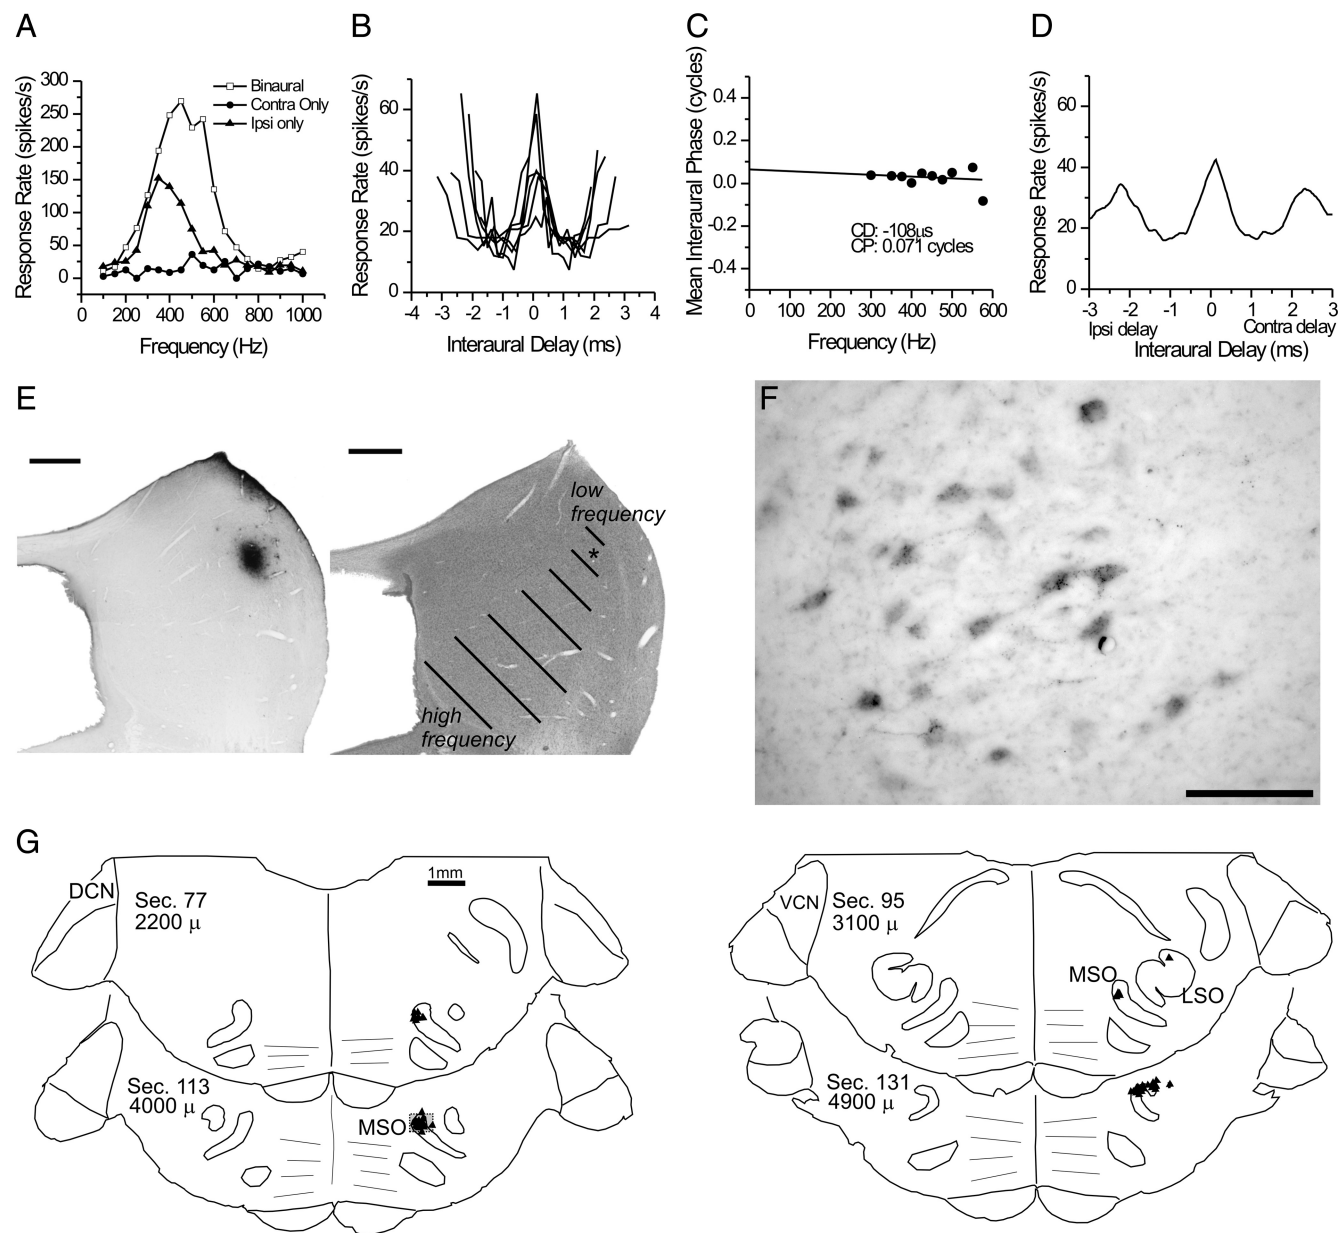 A
Response Rate (spikes/s)
300
250
200
150
100
50
0
0 200 400 600 800 1000
Frequency (Hz)
Binaural
Contra Only
Ipsi only
B
Response Rate (spikes/s)
60
40
20
0
-4 -3 -2 -1 0 1 2 3 4
Interaural Delay (ms)
C
Mean Interaural Phase (cycles)
0.4
0.2
0.0
-0.2
-0.4
CD: -108µs
CP: 0.071 cycles
0 100 200 300 400 500 600
Frequency (Hz)
D
Response Rate (spikes/s)
60
40
20
0
-3 -2 -1 0 1 2 3
Ipsi delay Contra delay
Interaural Delay (ms)
E
low
frequency
*
high
frequency
F
G
DCN
Sec. 77
2200 µ
1mm
Sec. 113
4000 µ
MSO
VCN
Sec. 95
3100 µ
MSO
LSO
Sec. 131
4900 µ